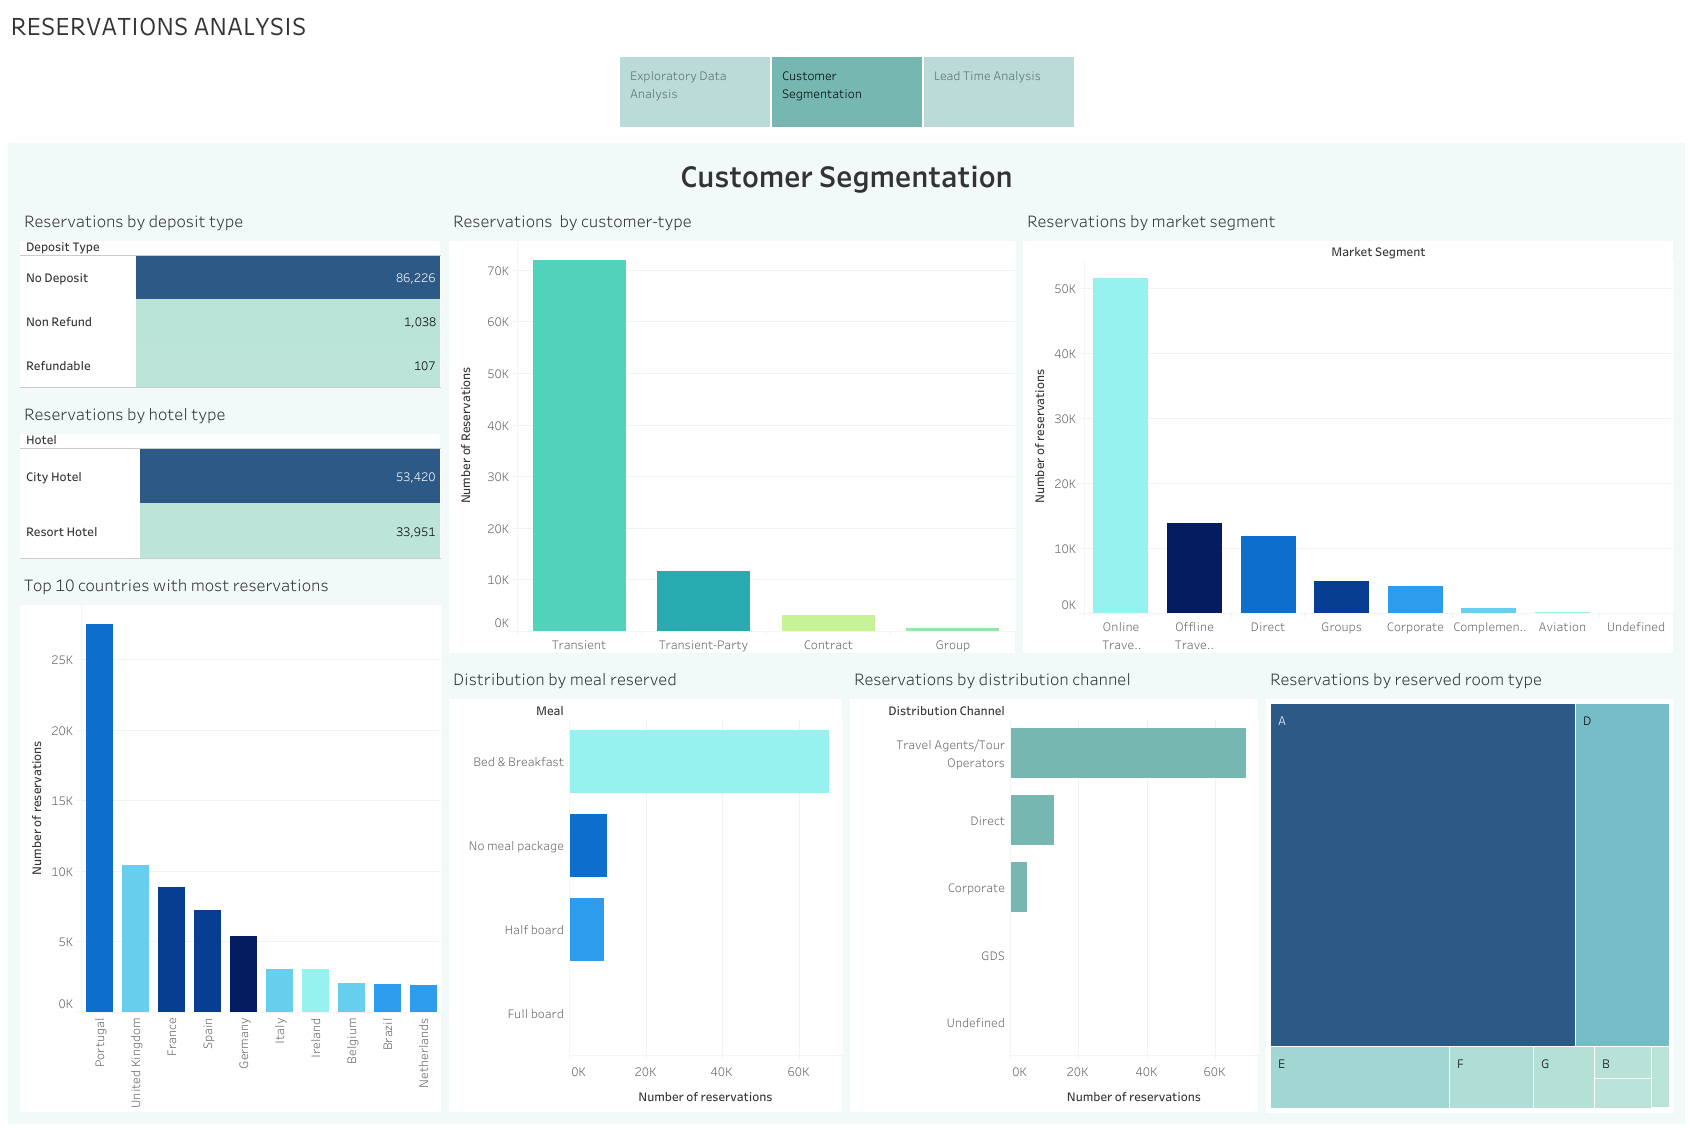 RESERVATIONS ANALYSIS
Exploratory Data
Analysis
Customer
Segmentation
Lead Time Analysis
Customer Segmentation
Reservations by deposit type
Deposit Type
No Deposit 86,226
Non Refund 1,038
Refundable 107
Reservations by hotel type
Hotel
City Hotel 53,420
Resort Hotel 33,951
Top 10 countries with most reservations
Number of reservations
25K
20K
15K
10K
5K
0K
Portugal
United Kingdom
France
Spain
Germany
Italy
Ireland
Belgium
Brazil
Netherlands
Reservations  by customer-type
Number of Reservations
70K
60K
50K
40K
30K
20K
10K
0K
Transient
Transient-Party
Contract
Group
Reservations by market segment
Market Segment
Number of reservations
50K
40K
30K
20K
10K
0K
Online
Trave..
Offline
Trave..
Direct
Groups
Corporate
Complemen..
Aviation
Undefined
Distribution by meal reserved
Meal
Bed & Breakfast
No meal package
Half board
Full board
0K 20K 40K 60K
Number of reservations
Reservations by distribution channel
Distribution Channel
Travel Agents/Tour
Operators
Direct
Corporate
GDS
Undefined
0K 20K 40K 60K
Number of reservations
Reservations by reserved room type
A
D
E
F
G
B